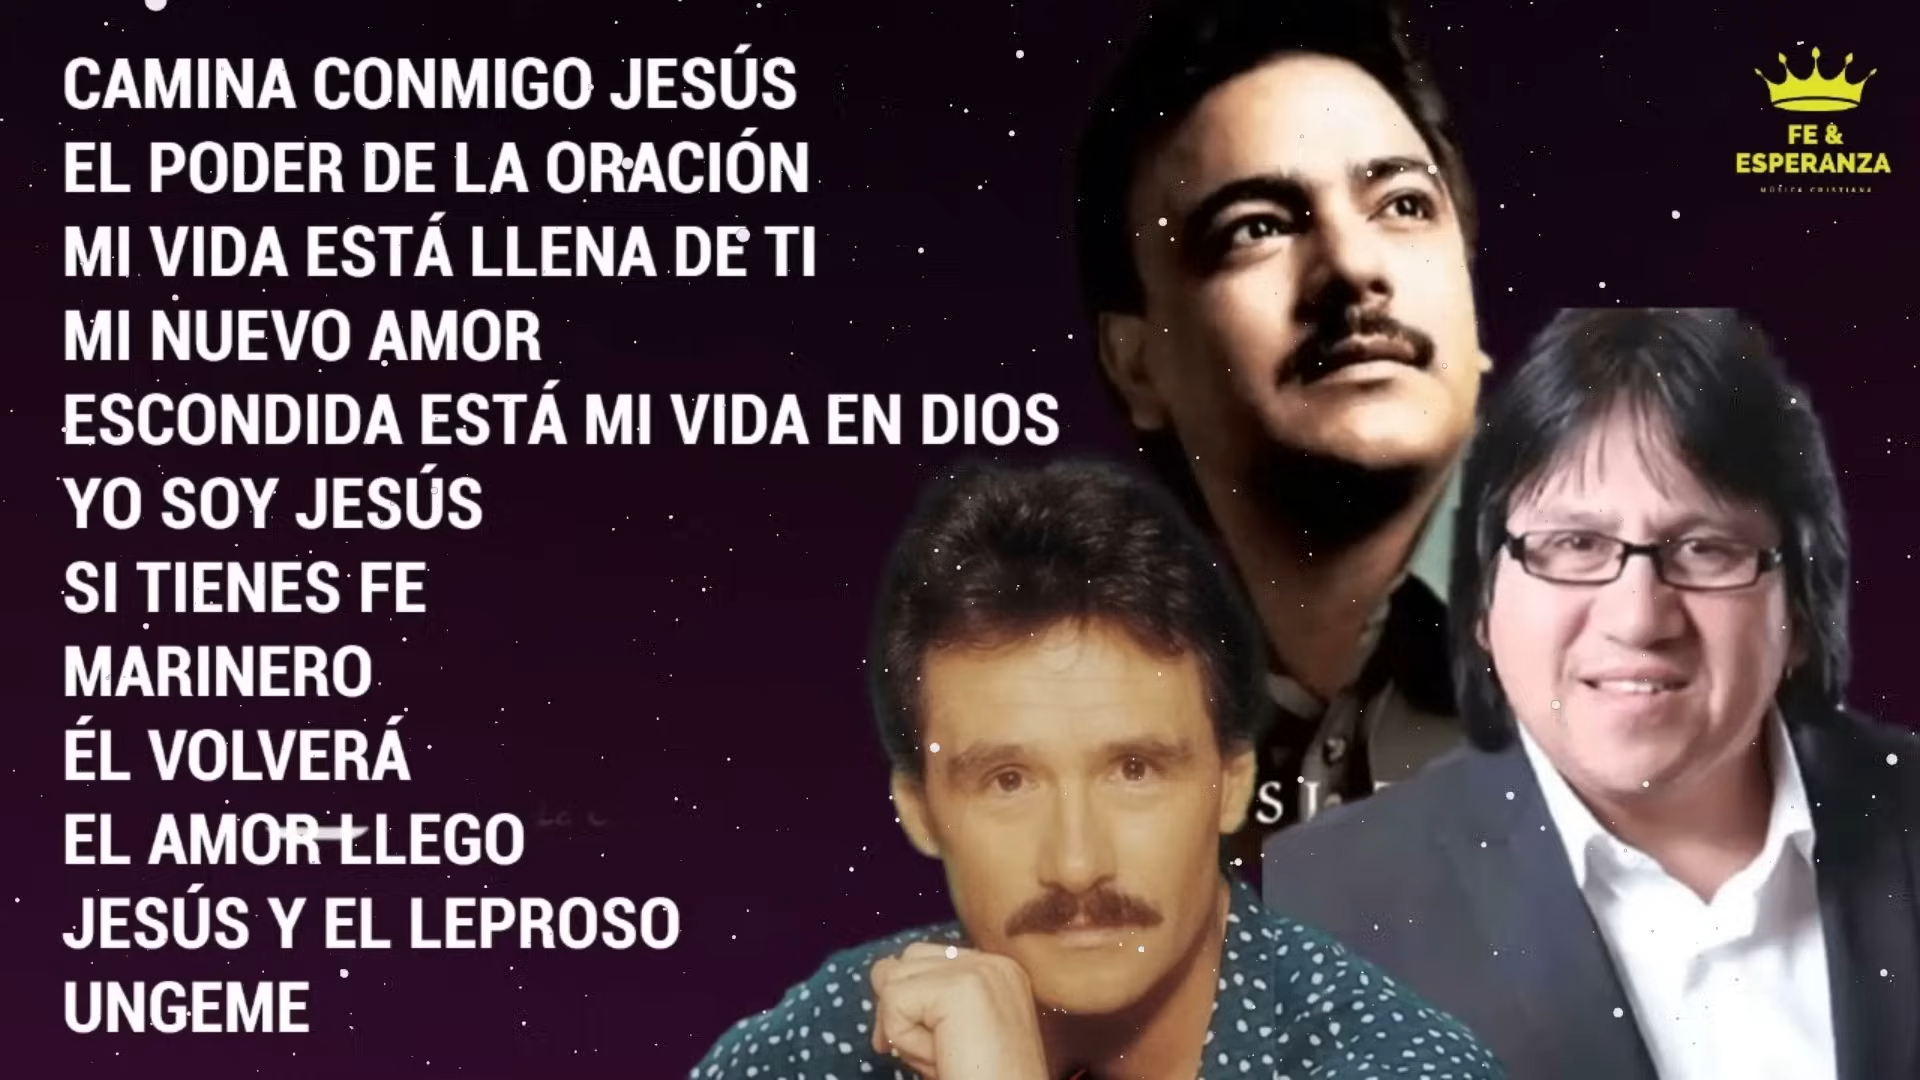 CAMINA CONMIGO JESÚS
EL PODER DE LA ORACIÓN
MI VIDA ESTÁ LLENA DE TI
MI NUEVO AMOR
ESCONDIDA ESTÁ MI VIDA EN DIOS
YO SOY JESÚS
SI TIENES FE
MARINERO
ÉL VOLVERÁ
EL AMOR LLEGO
JESÚS Y EL LEPROSO
UNGEME
FE &
ESPERANZA
MÚSICA CRISTIANA